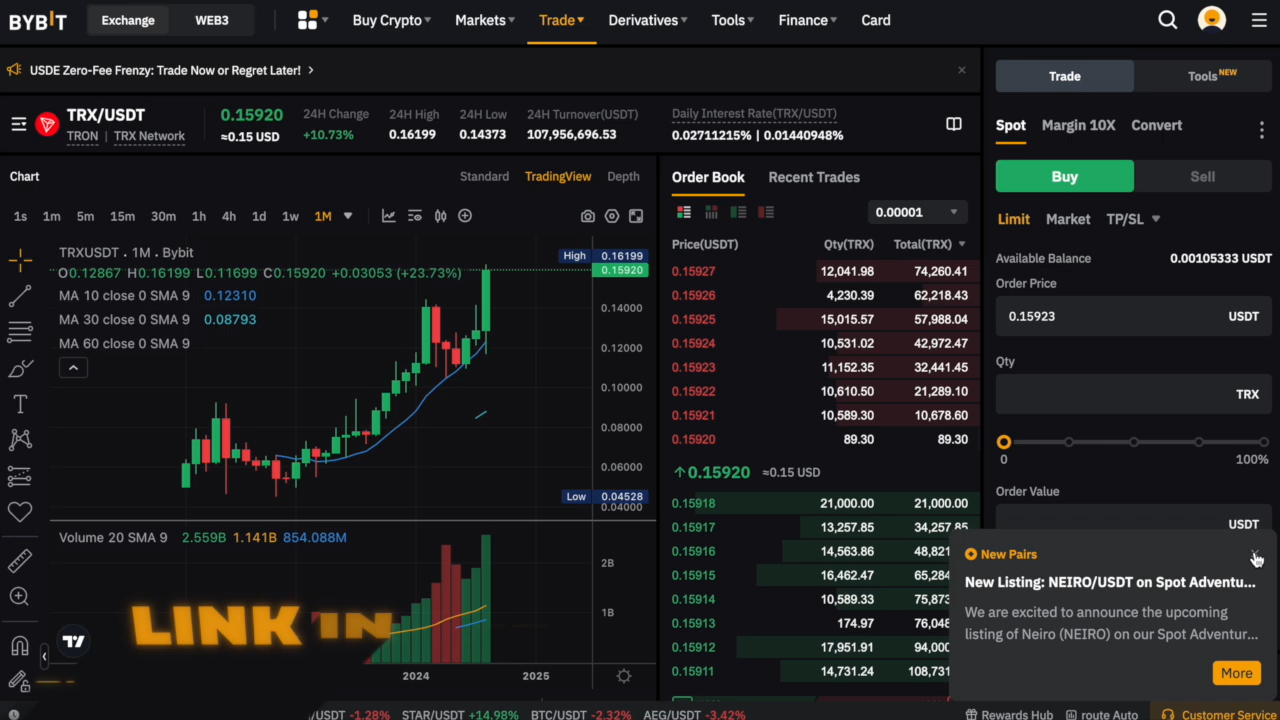 BYBIT Exchange WEB3 Buy Crypto Markets Trade Derivatives Tools Finance Card
USDE Zero-Fee Frenzy: Trade Now or Regret Later!
TRX/USDT
TRON | TRX Network
0.15920
≈0.15 USD
24H Change
+10.73%
24H High
0.16199
24H Low
0.14373
24H Turnover(USDT)
107,956,696.53
Daily Interest Rate(TRX/USDT)
0.02711215% | 0.01440948%
Chart
Standard TradingView Depth
1s 1m 5m 15m 30m 1h 4h 1d 1w 1M
TRXUSDT . 1M . Bybit
O0.12867 H0.16199 L0.11699 C0.15920 +0.03053 (+23.73%)
MA 10 close 0 SMA 9 0.12310
MA 30 close 0 SMA 9 0.08793
MA 60 close 0 SMA 9
High 0.16199
0.15920
0.14000
0.12000
0.10000
0.08000
0.06000
Low 0.04528
0.04000
Volume 20 SMA 9 2.559B 1.141B 854.088M
2B
1B
LINK IN
2024 2025
Order Book Recent Trades
0.00001
Price(USDT) Qty(TRX) Total(TRX)
0.15927 12,041.98 74,260.41
0.15926 4,230.39 62,218.43
0.15925 15,015.57 57,988.04
0.15924 10,531.02 42,972.47
0.15923 11,152.35 32,441.45
0.15922 10,610.50 21,289.10
0.15921 10,589.30 10,678.60
0.15920 89.30 89.30
↑0.15920 ≈0.15 USD
0.15918 21,000.00 21,000.00
0.15917 13,257.85 34,257.85
0.15916 14,563.86 48,821
0.15915 16,462.47 65,284
0.15914 10,589.33 75,873
0.15913 174.97 76,048
0.15912 17,951.91 94,000
0.15911 14,731.24 108,731
Trade Tools NEW
Spot Margin 10X Convert
Buy Sell
Limit Market TP/SL
Available Balance 0.00105333 USDT
Order Price
0.15923 USDT
Qty
TRX
0 100%
Order Value
USDT
New Pairs
New Listing: NEIRO/USDT on Spot Adventu...
We are excited to announce the upcoming
listing of Neiro (NEIRO) on our Spot Adventur...
More
/USDT -1.28% STAR/USDT +14.98% BTC/USDT -2.32% AEG/USDT -3.42% Rewards Hub route Auto Customer Service